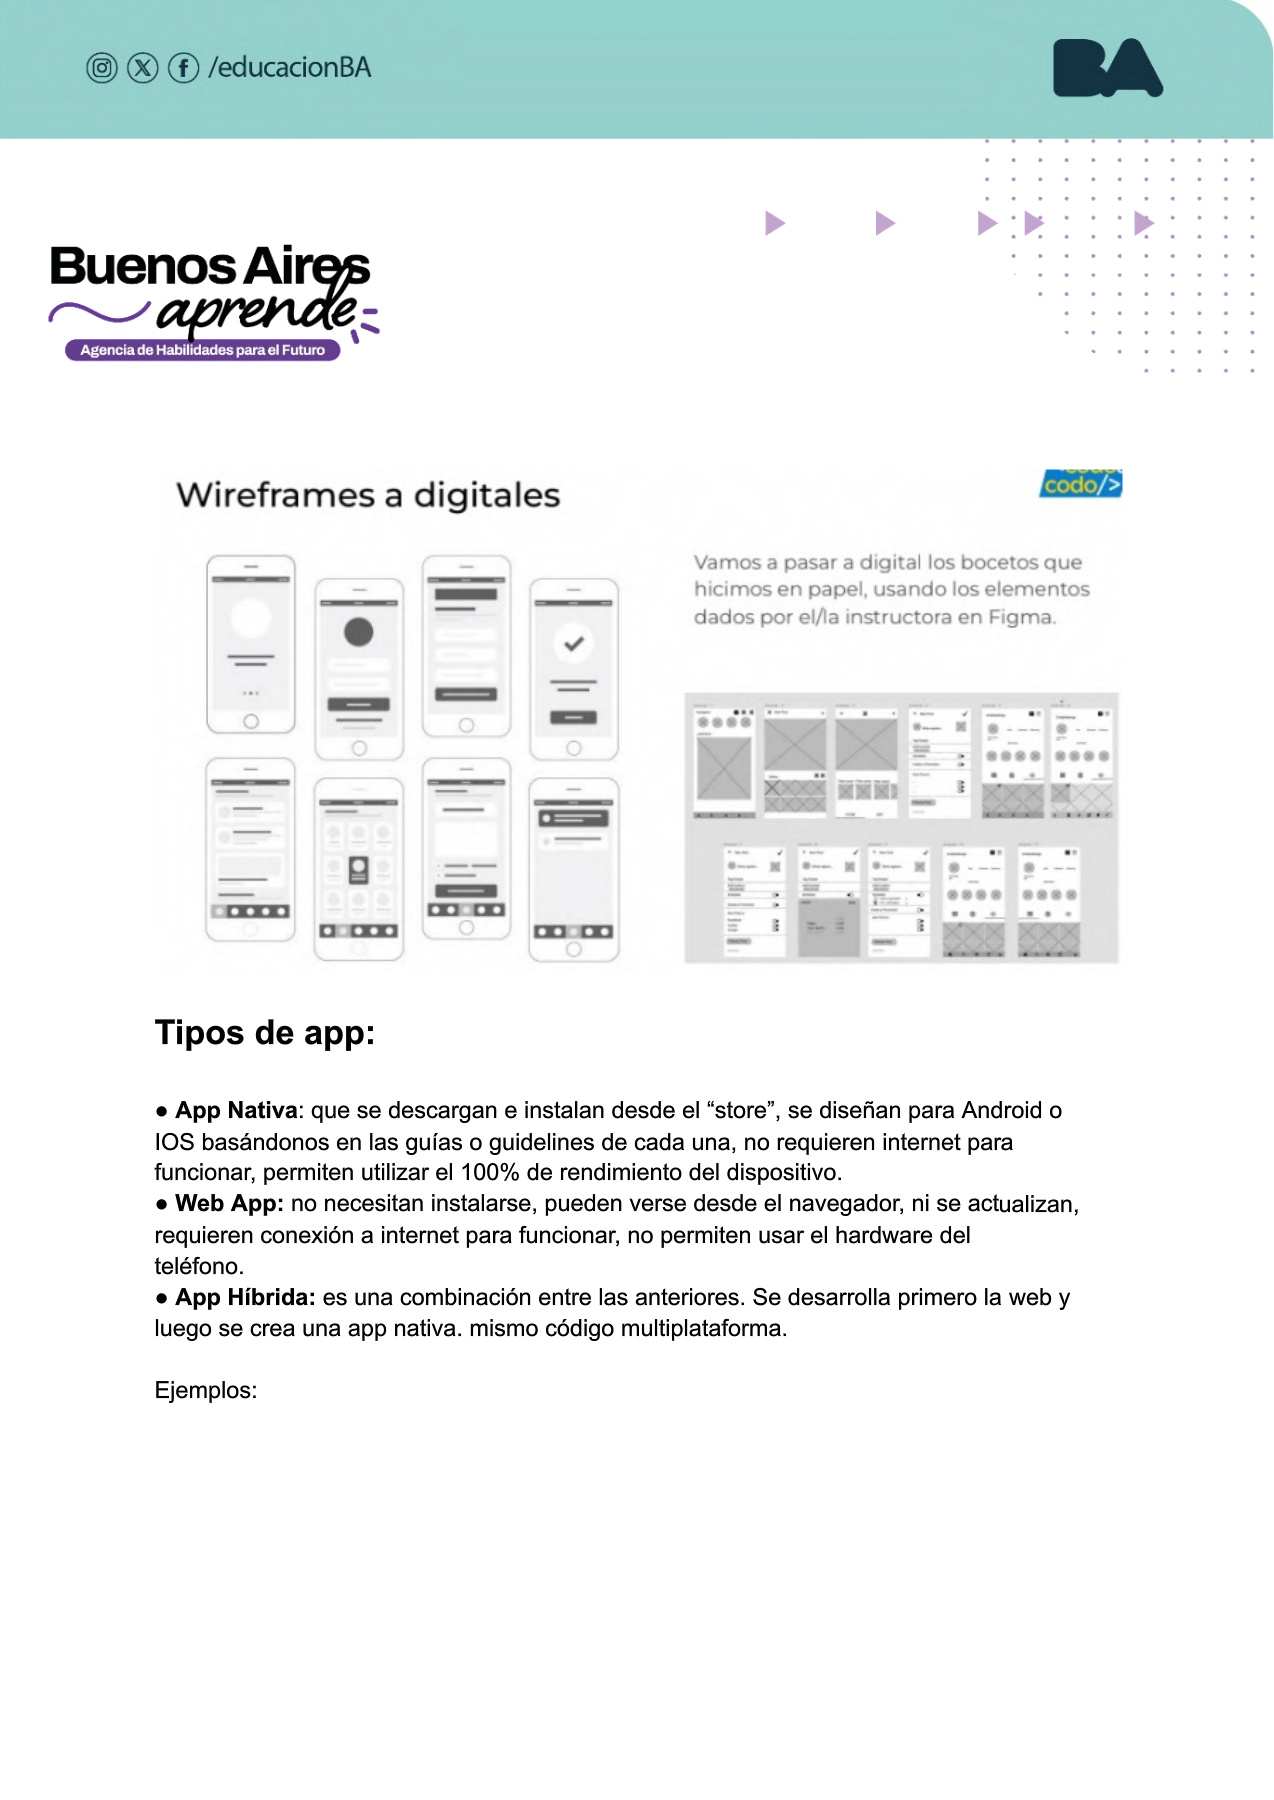 /educacionBA
BA
Buenos Aires
aprende
Agencia de Habilidades para el Futuro
Wireframes a digitales
codo/>
Vamos a pasar a digital los bocetos que
hicimos en papel, usando los elementos
dados por el/la instructora en Figma.
Tipos de app:
● App Nativa: que se descargan e instalan desde el “store”, se diseñan para Android o
IOS basándonos en las guías o guidelines de cada una, no requieren internet para
funcionar, permiten utilizar el 100% de rendimiento del dispositivo.
● Web App: no necesitan instalarse, pueden verse desde el navegador, ni se actualizan,
requieren conexión a internet para funcionar, no permiten usar el hardware del
teléfono.
● App Híbrida: es una combinación entre las anteriores. Se desarrolla primero la web y
luego se crea una app nativa. mismo código multiplataforma.
Ejemplos: